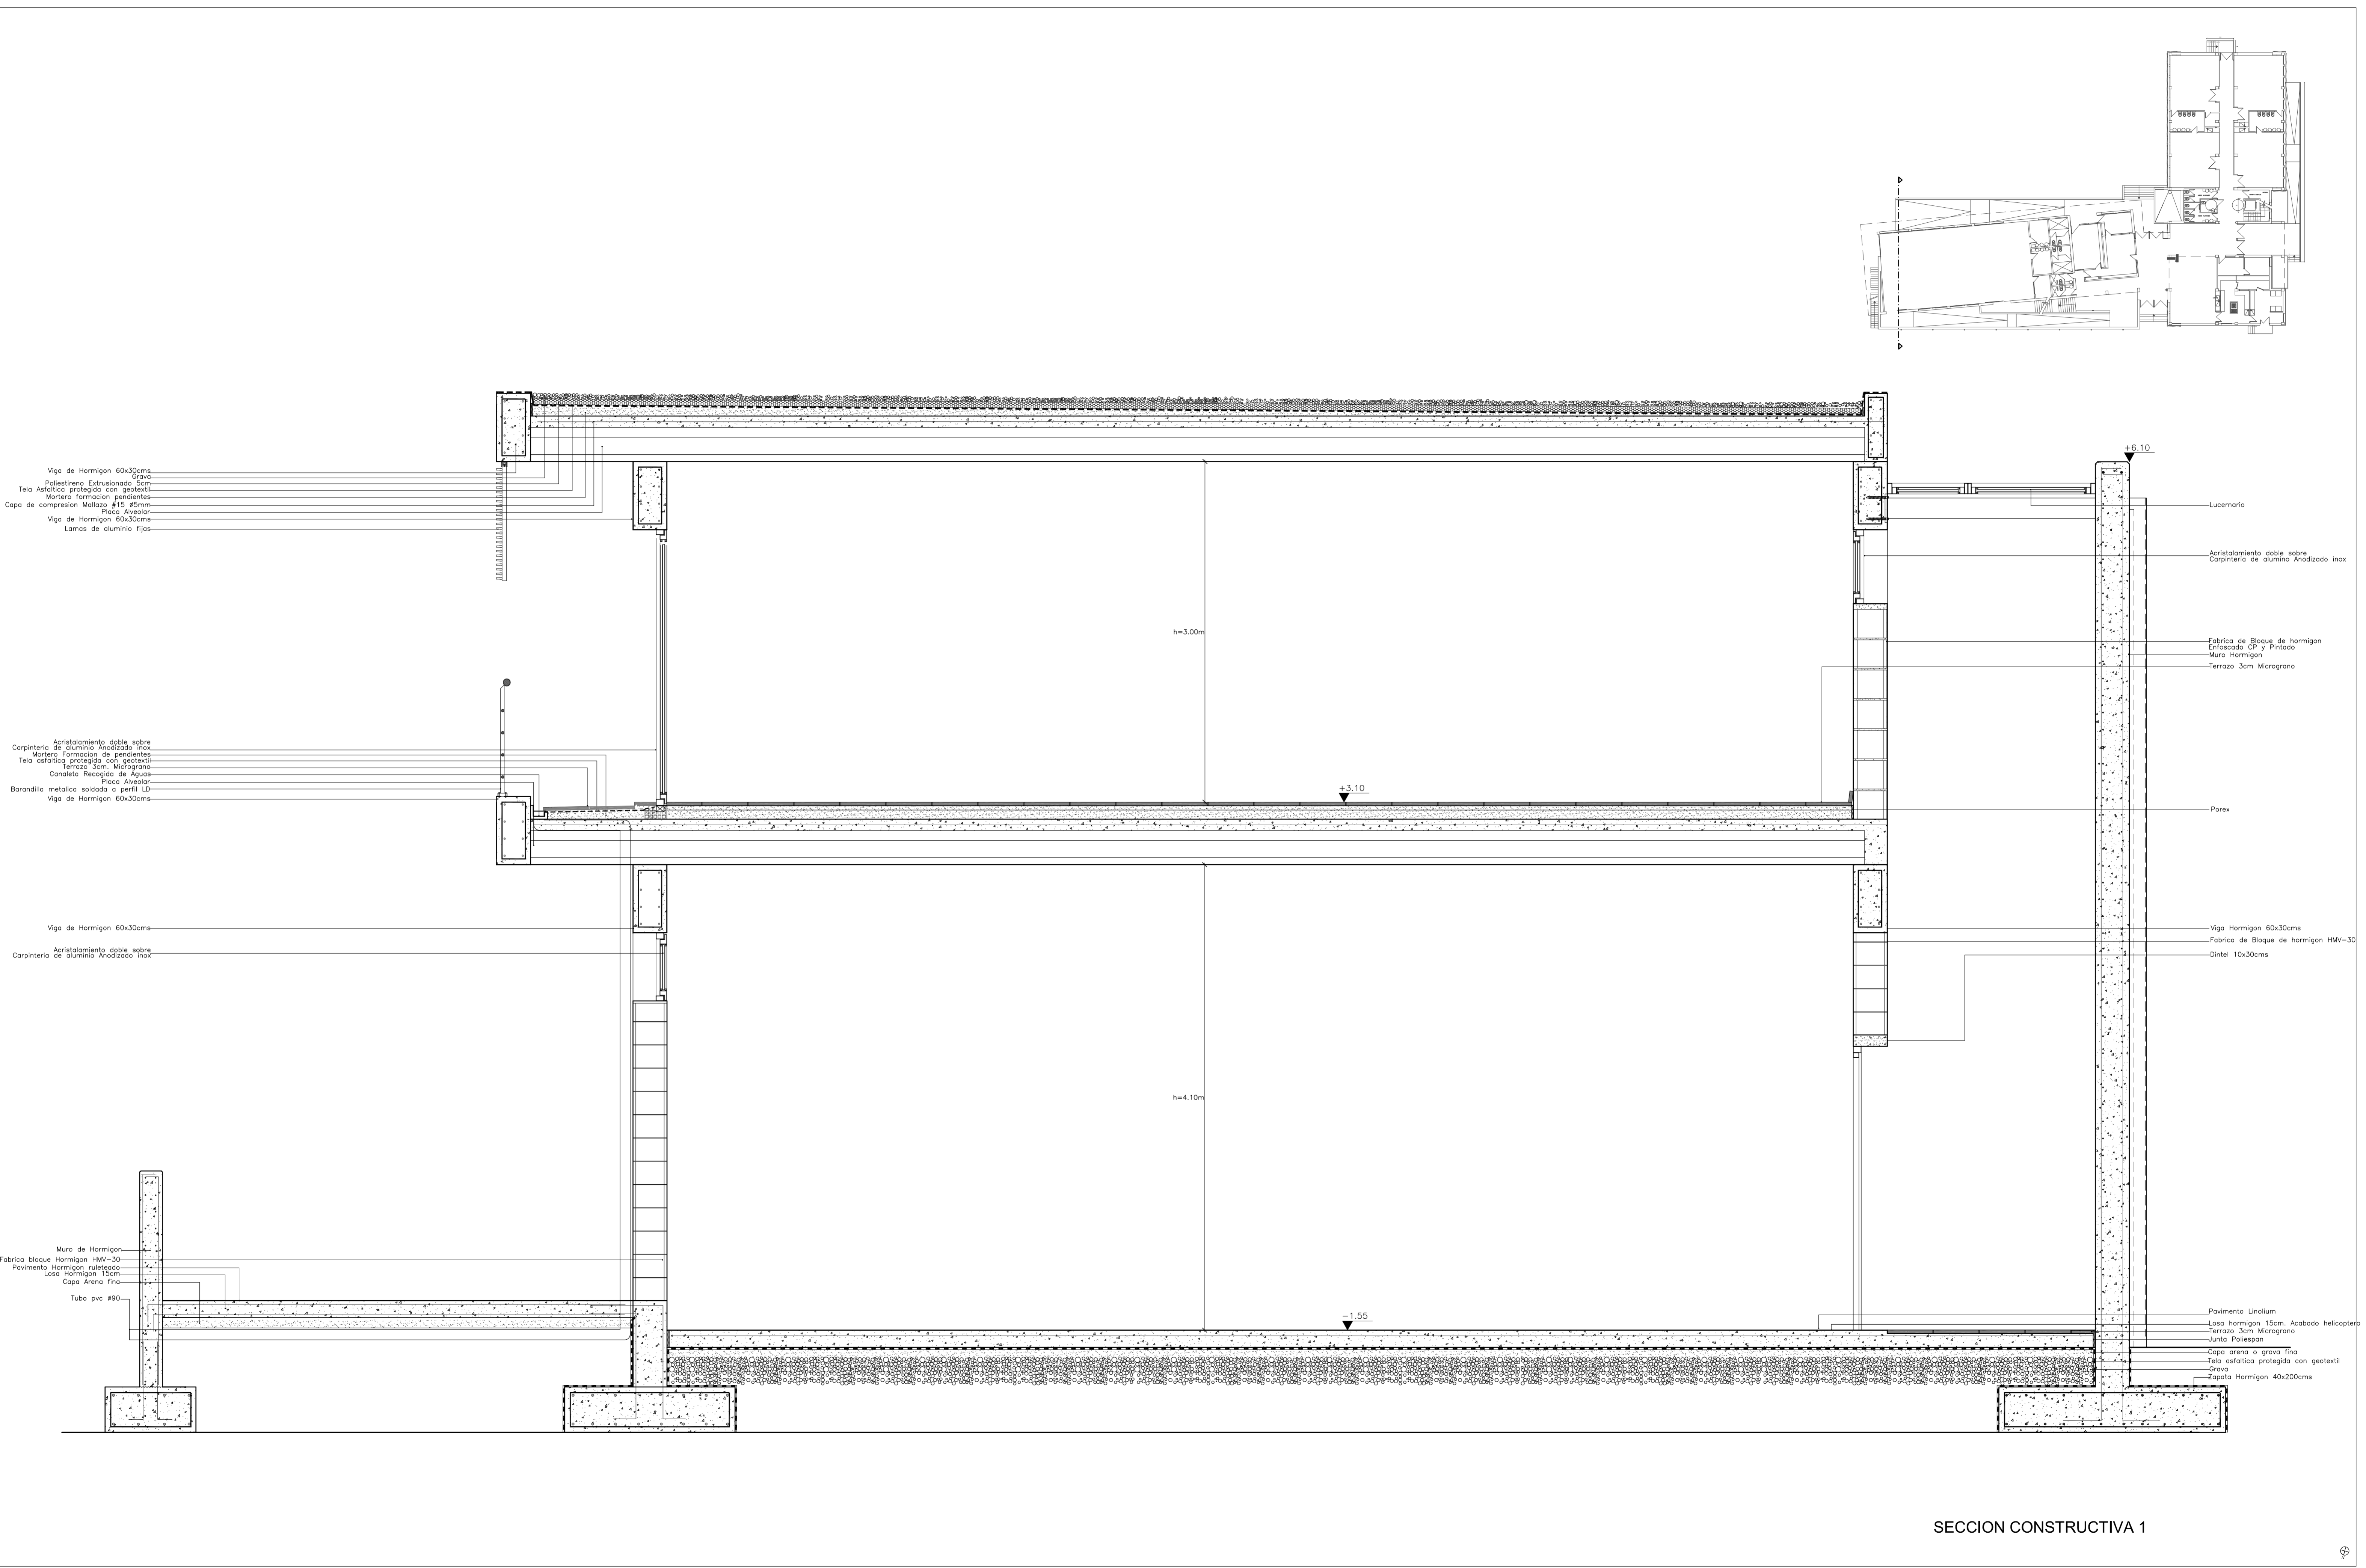 Viga de Hormigon 60x30cms
Grava
Poliestireno Extrusionado 5cm
Tela Asfaltica protegida con geotextil
Mortero formacion pendientes
Capa de compresion Mallazo #15 ø5mm
Placa Alveolar
Viga de Hormigon 60x30cms
Lamas de aluminio fijas
+6.10
Lucernario
Acristalamiento doble sobre
Carpinteria de alumino Anodizado inox
h=3.00m
Fabrica de Bloque de hormigon
Enfoscado CP y Pintado
Muro Hormigon
Terrazo 3cm Micrograno
Acristalamiento doble sobre
Carpinteria de aluminio Anodizado inox
Mortero Formacion de pendientes
Tela asfaltica protegida con geotextil
Terrazo 3cm. Micrograno
Canaleta Recogida de Aguas
Placa Alveolar
Barandilla metalica soldada a perfil LD
Viga de Hormigon 60x30cms
+3.10
Porex
Viga de Hormigon 60x30cms
Acristalamiento doble sobre
Carpinteria de aluminio Anodizado inox
Viga Hormigon 60x30cms
Fabrica de Bloque de hormigon HMV-30
Dintel 10x30cms
h=4.10m
Muro de Hormigon
Fabrica bloque Hormigon HMV-30
Pavimento Hormigon ruleteado
Losa Hormigon 15cm
Capa Arena fina
Tubo pvc ø90
-1.55
Pavimento Linolium
Losa hormigon 15cm. Acabado helicoptero
Terrazo 3cm Micrograno
Junta Poliespan
Capa arena o grava fina
Tela asfaltica protegida con geotextil
Grava
Zapata Hormigon 40x200cms
SECCION CONSTRUCTIVA 1